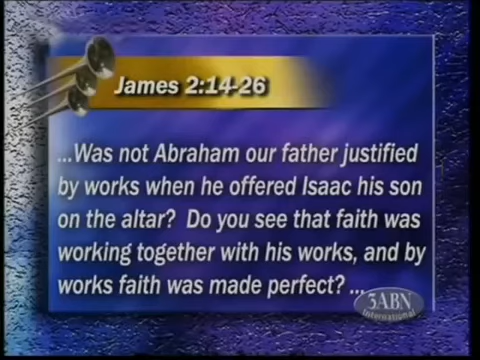 James 2:14-26
...Was not Abraham our father justified
by works when he offered Isaac his son
on the altar? Do you see that faith was
working together with his works, and by
works faith was made perfect? ...
3ABN
International